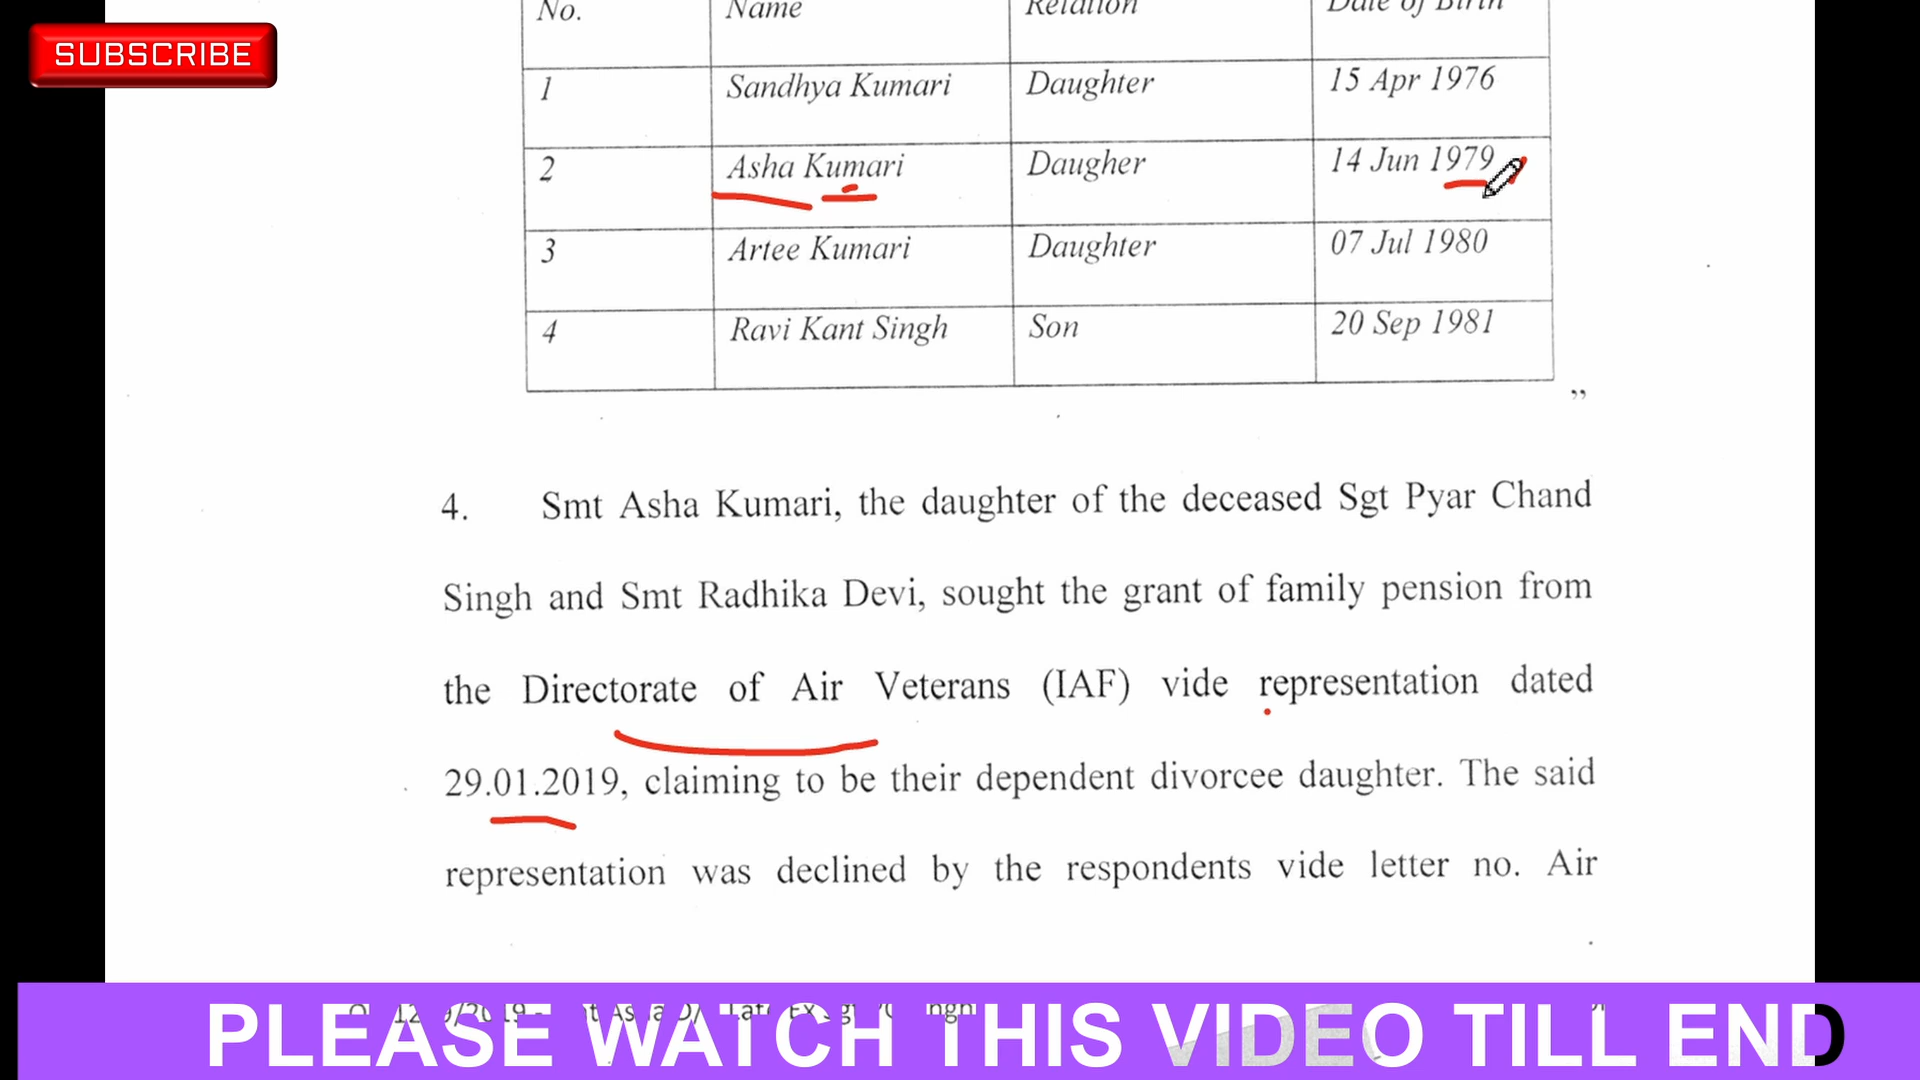 SUBSCRIBE
No. Name Relation Date of Birth
1 Sandhya Kumari Daughter 15 Apr 1976
2 Asha Kumari Daugher 14 Jun 1979
3 Artee Kumari Daughter 07 Jul 1980
4 Ravi Kant Singh Son 20 Sep 1981
”
4. Smt Asha Kumari, the daughter of the deceased Sgt Pyar Chand
Singh and Smt Radhika Devi, sought the grant of family pension from
the Directorate of Air Veterans (IAF) vide representation dated
29.01.2019, claiming to be their dependent divorcee daughter. The said
representation was declined by the respondents vide letter no. Air
PLEASE WATCH THIS VIDEO TILL END